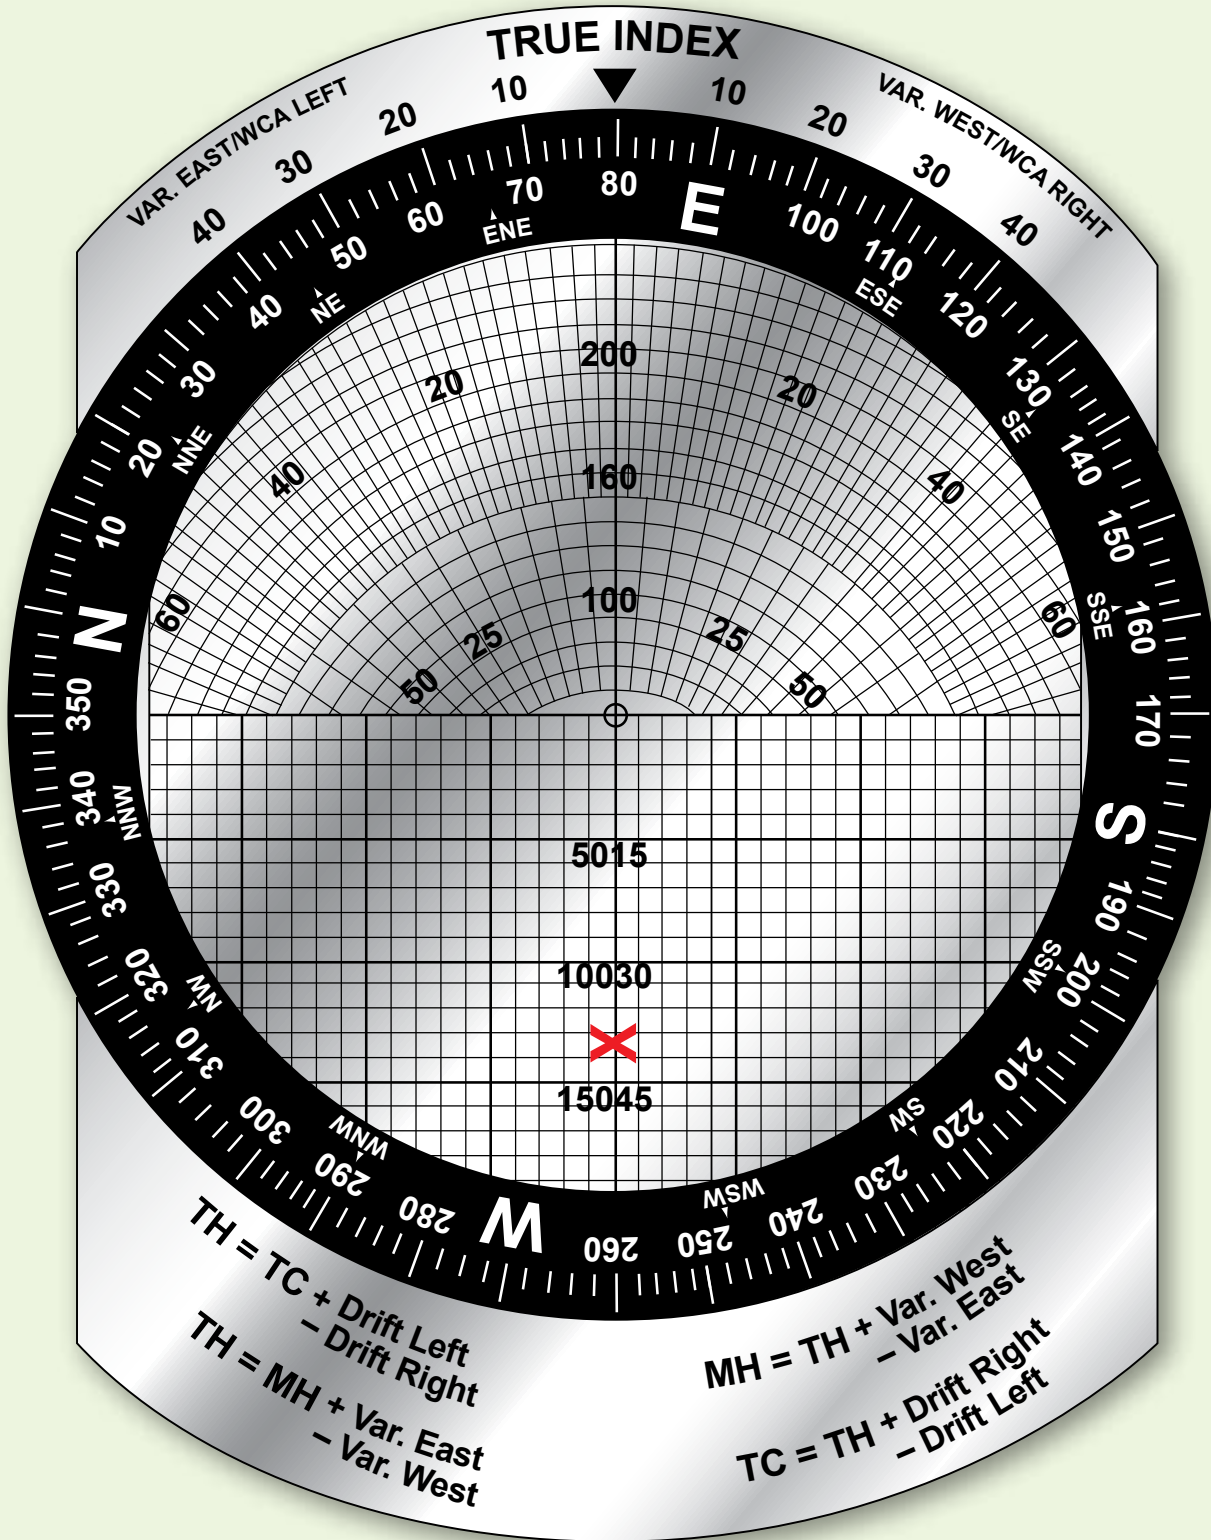 TRUE INDEX
VAR. EAST/WCA LEFT
VAR. WEST/WCA RIGHT
40 30 20 10 10 20 30 40
80 E 100 110 120 130 140 150 160 170 S 190 200 210 220 230 240 250 260 W 280 290 300 310 320 330 340 350 N 10 20 30 40 50 60 70
ENE ESE SE SSE SSW SW WSW WNW NW NNW NNE NE
200
20 20
160
40 40
100
60 25 25 60
50 50
5015
10030
X
15045
TH = TC + Drift Left
– Drift Right
TH = MH + Var. East
– Var. West
MH = TH + Var. West
– Var. East
TC = TH + Drift Right
– Drift Left